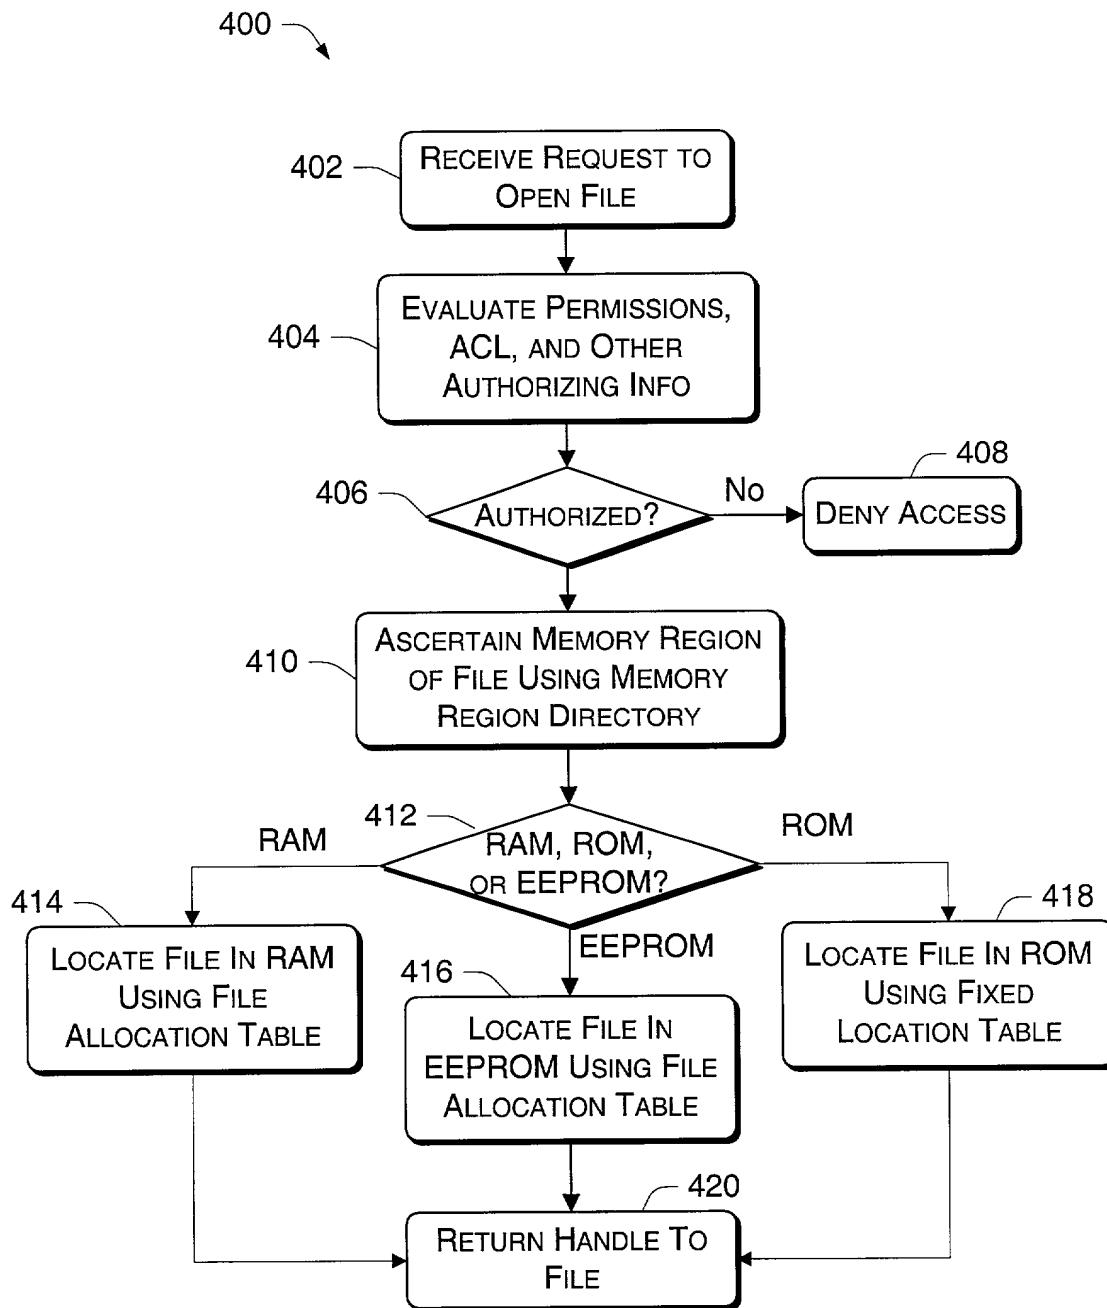 400
402
RECEIVE REQUEST TO
OPEN FILE
404
EVALUATE PERMISSIONS,
ACL, AND OTHER
AUTHORIZING INFO
406
AUTHORIZED?
No
408
DENY ACCESS
410
ASCERTAIN MEMORY REGION
OF FILE USING MEMORY
REGION DIRECTORY
412
RAM, ROM,
OR EEPROM?
RAM
ROM
EEPROM
414
LOCATE FILE IN RAM
USING FILE
ALLOCATION TABLE
416
LOCATE FILE IN
EEPROM USING FILE
ALLOCATION TABLE
418
LOCATE FILE IN ROM
USING FIXED
LOCATION TABLE
420
RETURN HANDLE TO
FILE